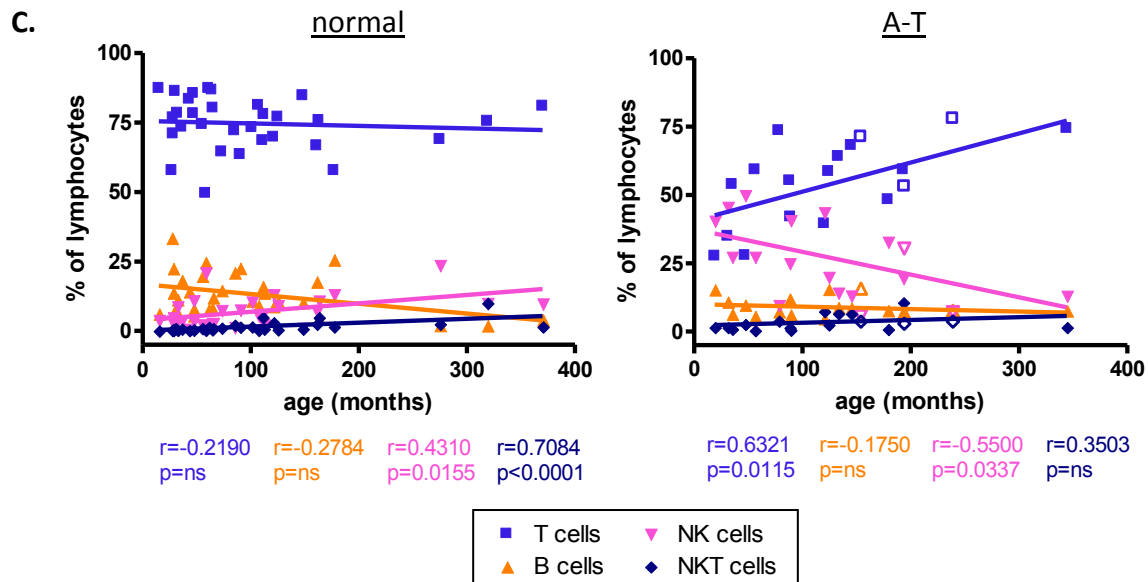 C.
normal
A-T
% of lymphocytes
100
75
50
25
0
0 100 200 300 400
age (months)
% of lymphocytes
100
75
50
25
0
0 100 200 300 400
age (months)
r=-0.2190 r=-0.2784 r=0.4310 r=0.7084
p=ns p=ns p=0.0155 p<0.0001
r=0.6321 r=-0.1750 r=-0.5500 r=0.3503
p=0.0115 p=ns p=0.0337 p=ns
T cells NK cells
B cells NKT cells